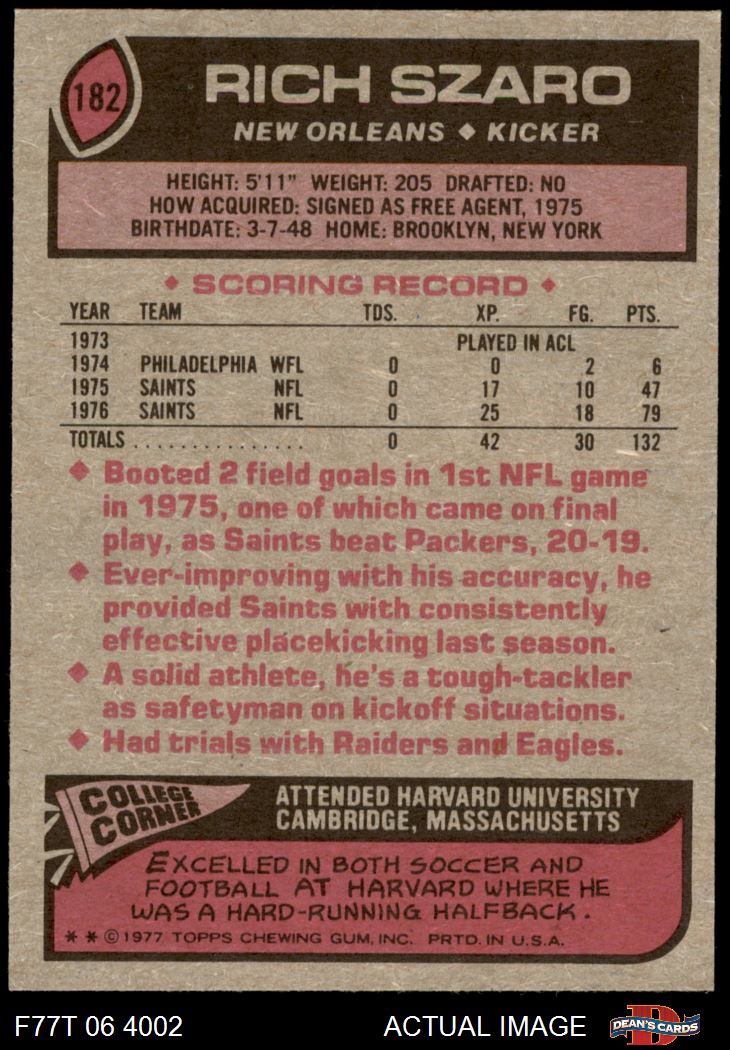 182
RICH SZARO
NEW ORLEANS ◆ KICKER
HEIGHT: 5'11" WEIGHT: 205 DRAFTED: NO
HOW ACQUIRED: SIGNED AS FREE AGENT, 1975
BIRTHDATE: 3-7-48 HOME: BROOKLYN, NEW YORK
◆ SCORING RECORD ◆
YEAR TEAM TDS. XP. FG. PTS.
1973 PLAYED IN ACL
1974 PHILADELPHIA WFL 0 0 2 6
1975 SAINTS NFL 0 17 10 47
1976 SAINTS NFL 0 25 18 79
TOTALS ................ 0 42 30 132
◆ Booted 2 field goals in 1st NFL game
in 1975, one of which came on final
play, as Saints beat Packers, 20-19.
◆ Ever-improving with his accuracy, he
provided Saints with consistently
effective placekicking last season.
◆ A solid athlete, he's a tough-tackler
as safetyman on kickoff situations.
◆ Had trials with Raiders and Eagles.
COLLEGE
CORNER
ATTENDED HARVARD UNIVERSITY
CAMBRIDGE, MASSACHUSETTS
EXCELLED IN BOTH SOCCER AND
FOOTBALL AT HARVARD WHERE HE
WAS A HARD-RUNNING HALFBACK.
** ©1977 TOPPS CHEWING GUM, INC. PRTD. IN U.S.A.
F77T 06 4002 ACTUAL IMAGE
D
DEAN'S CARDS